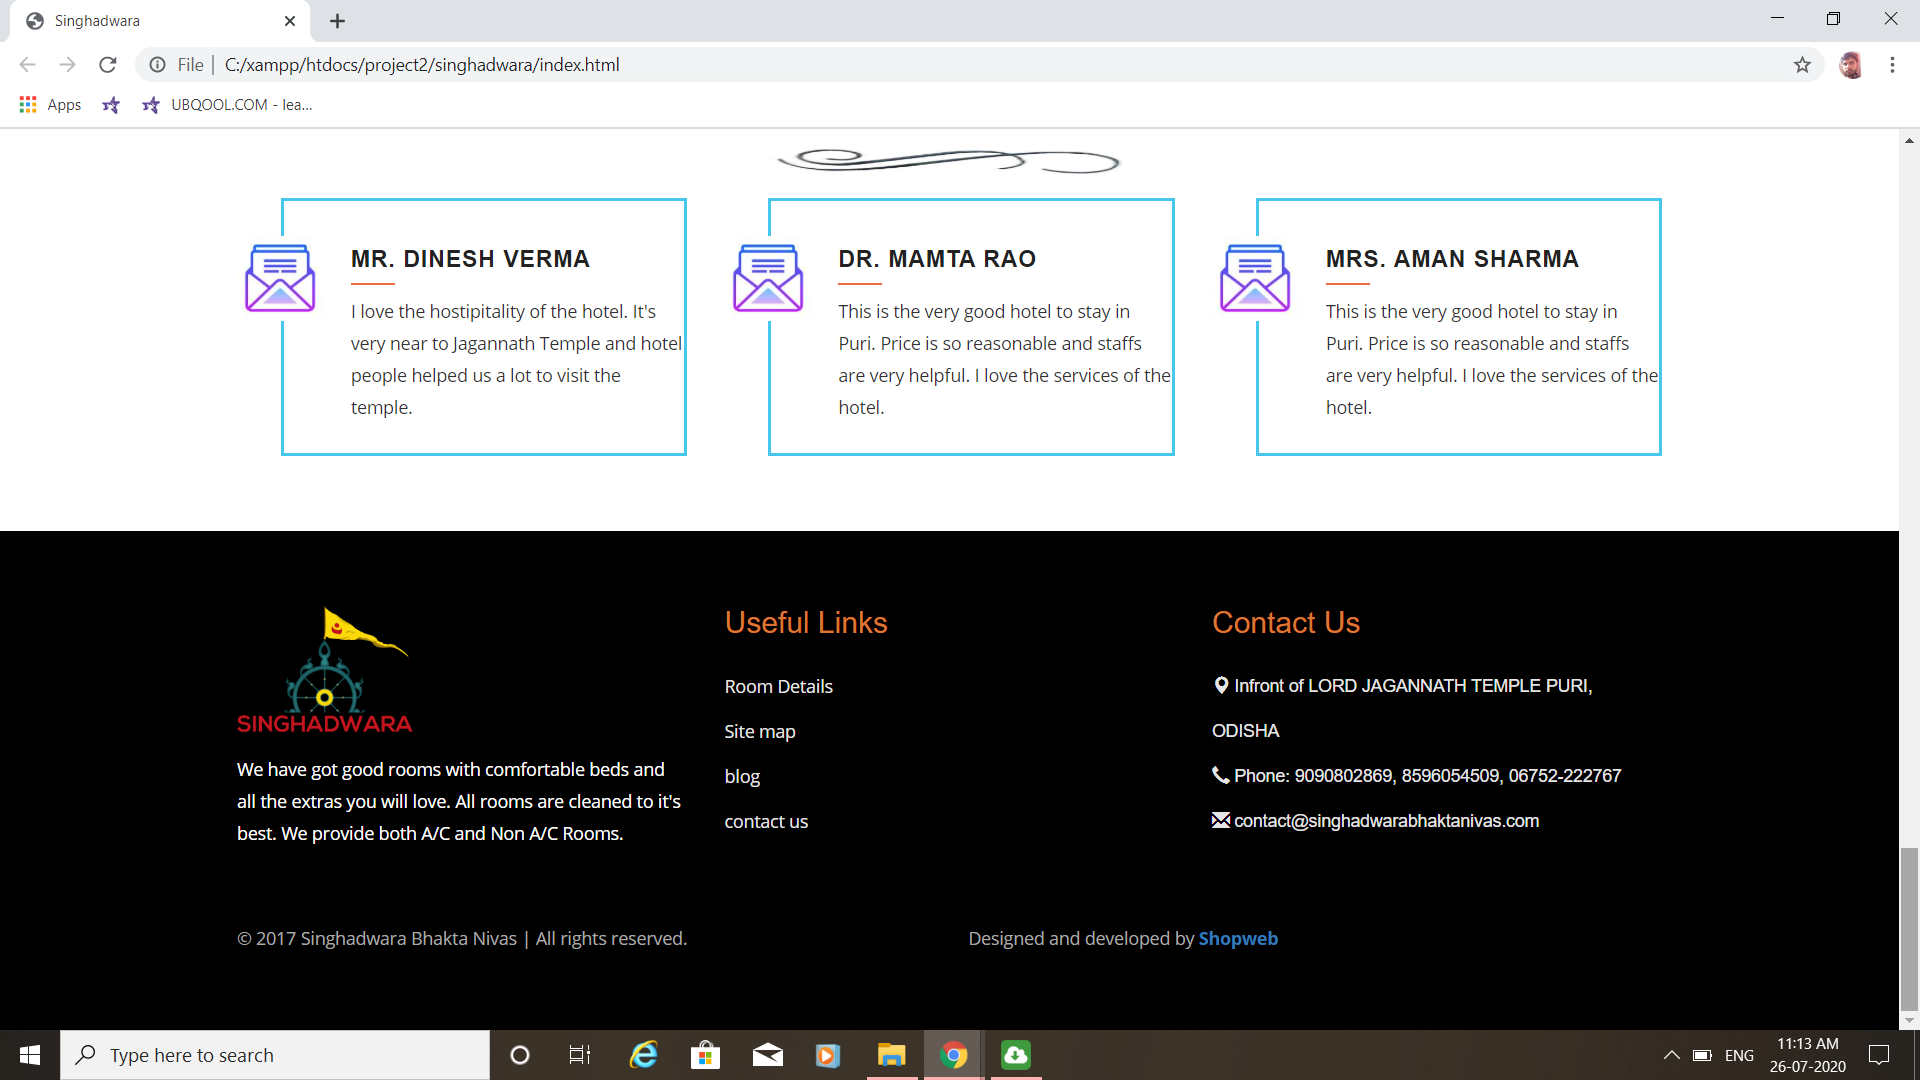 Singhadwara
File | C:/xampp/htdocs/project2/singhadwara/index.html
Apps
UBQOOL.COM - lea...
MR. DINESH VERMA
I love the hostipitality of the hotel. It's
very near to Jagannath Temple and hotel
people helped us a lot to visit the
temple.
DR. MAMTA RAO
This is the very good hotel to stay in
Puri. Price is so reasonable and staffs
are very helpful. I love the services of the
hotel.
MRS. AMAN SHARMA
This is the very good hotel to stay in
Puri. Price is so reasonable and staffs
are very helpful. I love the services of the
hotel.
SINGHADWARA
We have got good rooms with comfortable beds and
all the extras you will love. All rooms are cleaned to it's
best. We provide both A/C and Non A/C Rooms.
Useful Links
Room Details
Site map
blog
contact us
Contact Us
Infront of LORD JAGANNATH TEMPLE PURI,
ODISHA
Phone: 9090802869, 8596054509, 06752-222767
contact@singhadwarabhaktanivas.com
© 2017 Singhadwara Bhakta Nivas | All rights reserved.
Designed and developed by Shopweb
Type here to search
ENG
11:13 AM
26-07-2020